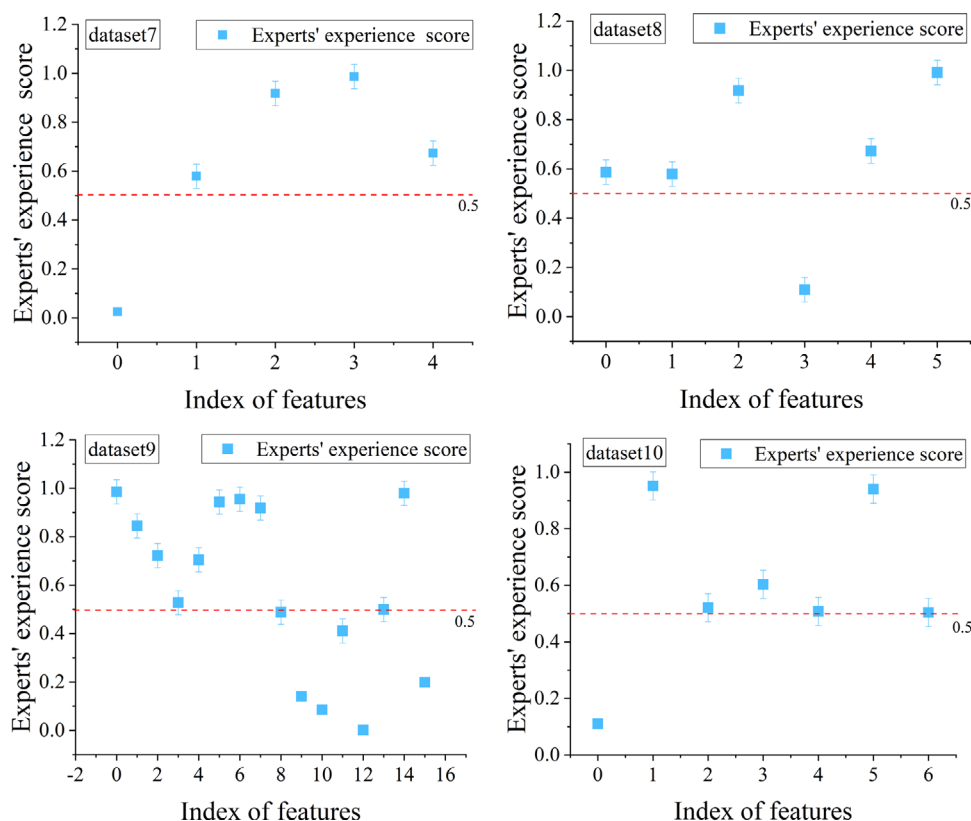 dataset7
Experts' experience score
Experts' experience score
1.2
1.0
0.8
0.6
0.4
0.2
0.0
0.5
0 1 2 3 4
Index of features
dataset8
Experts' experience score
Experts' experience score
1.2
1.0
0.8
0.6
0.4
0.2
0.0
0.5
0 1 2 3 4 5
Index of features
dataset9
Experts' experience score
Experts' experience score
1.2
1.0
0.8
0.6
0.4
0.2
0.0
0.5
-2 0 2 4 6 8 10 12 14 16
Index of features
dataset10
Experts' experience score
Experts' experience score
1.2
1.0
0.8
0.6
0.4
0.2
0.0
0.5
0 1 2 3 4 5 6
Index of features